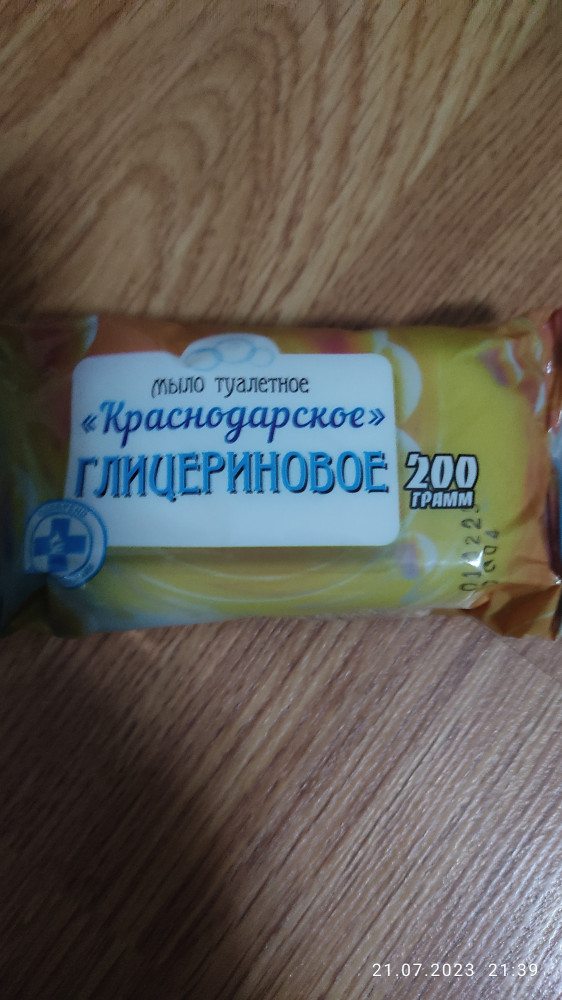 мыло туалетное
«Краснодарское»
ГЛИЦЕРИНОВОЕ
200
ГРАММ
21.07.2023 21:39